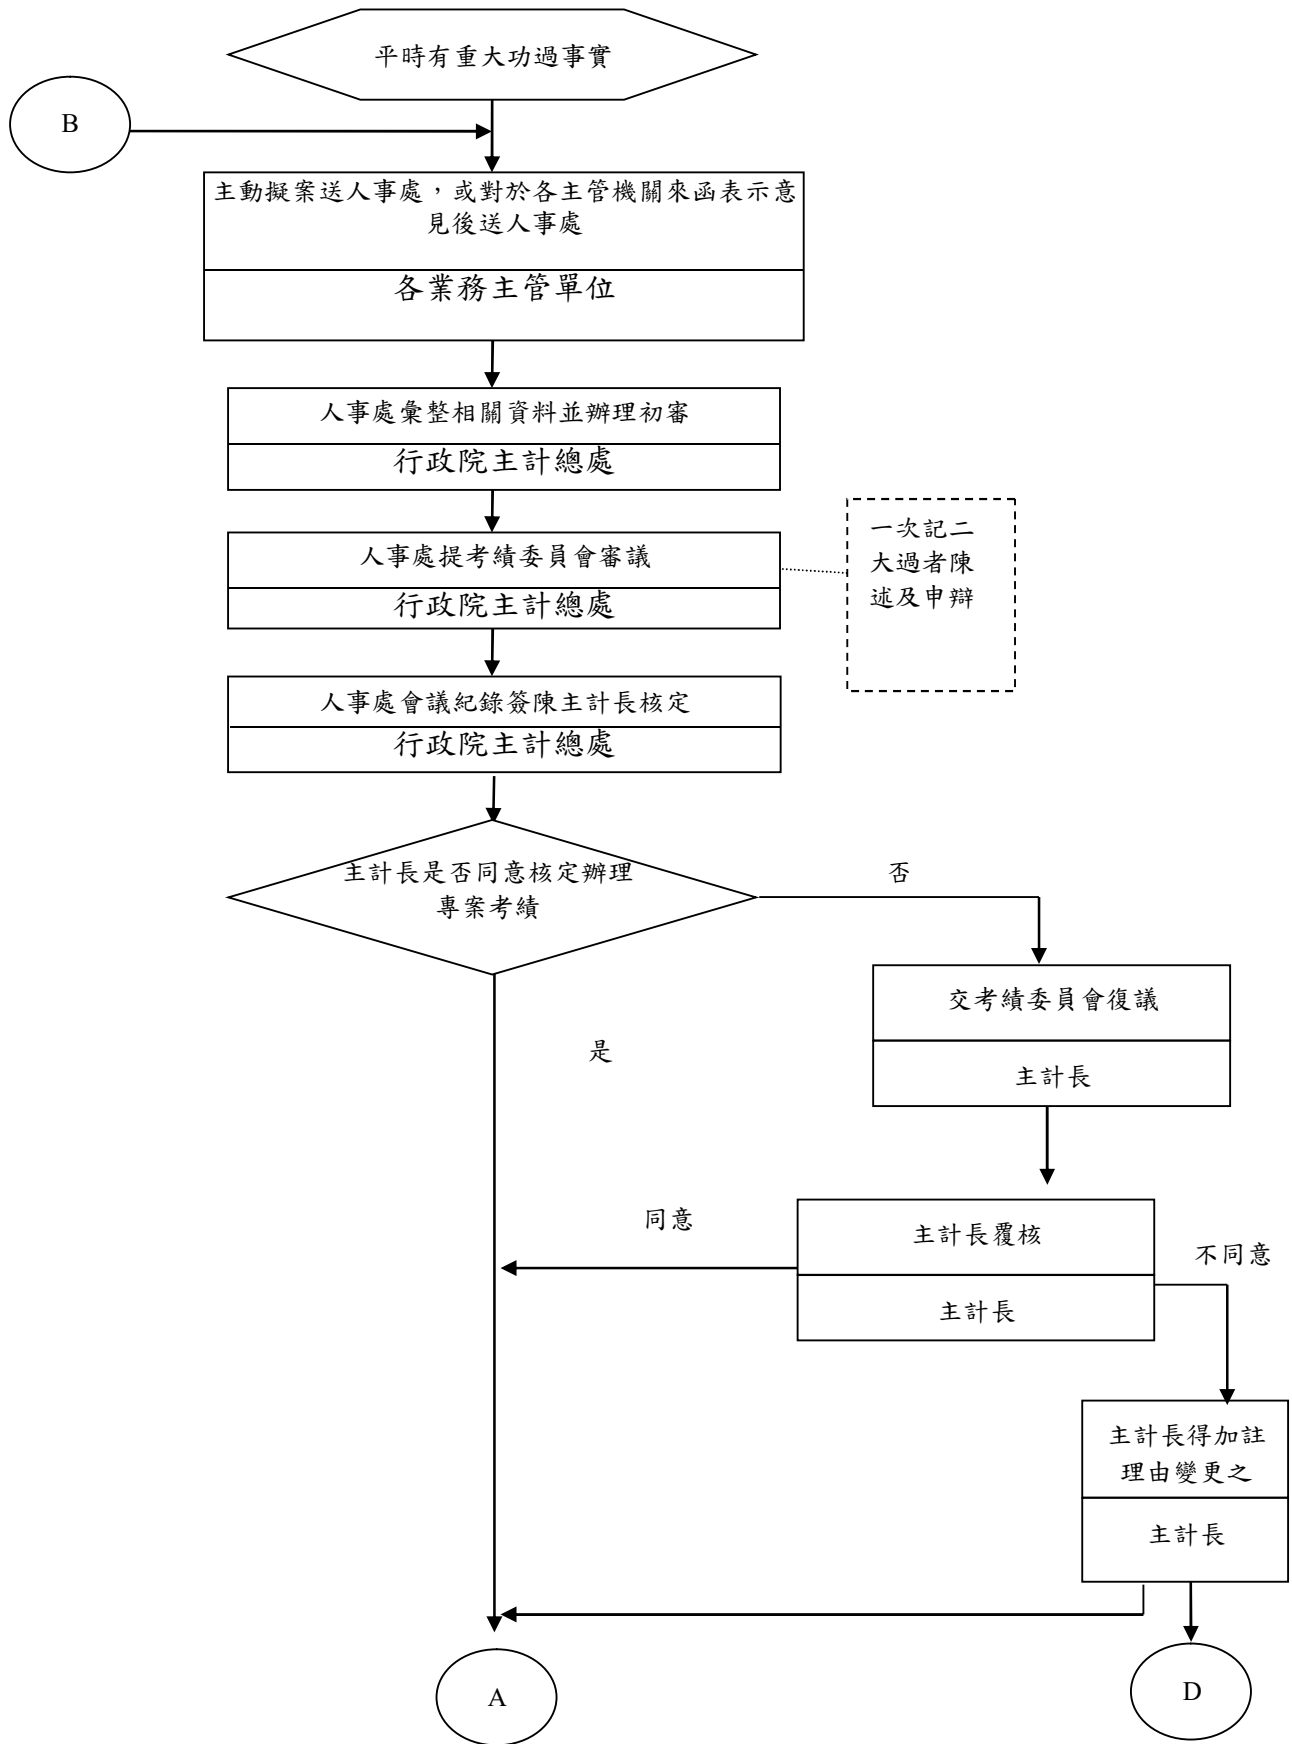 平時有重大功過事實
B
主動擬案送人事處，或對於各主管機關來函表示意
見後送人事處
各業務主管單位
人事處彙整相關資料並辦理初審
行政院主計總處
人事處提考績委員會審議
行政院主計總處
一次記二
大過者陳
述及申辯
人事處會議紀錄簽陳主計長核定
行政院主計總處
主計長是否同意核定辦理
專案考績
否
交考績委員會復議
主計長
是
同意
主計長覆核
主計長
不同意
主計長得加註
理由變更之
主計長
A
D